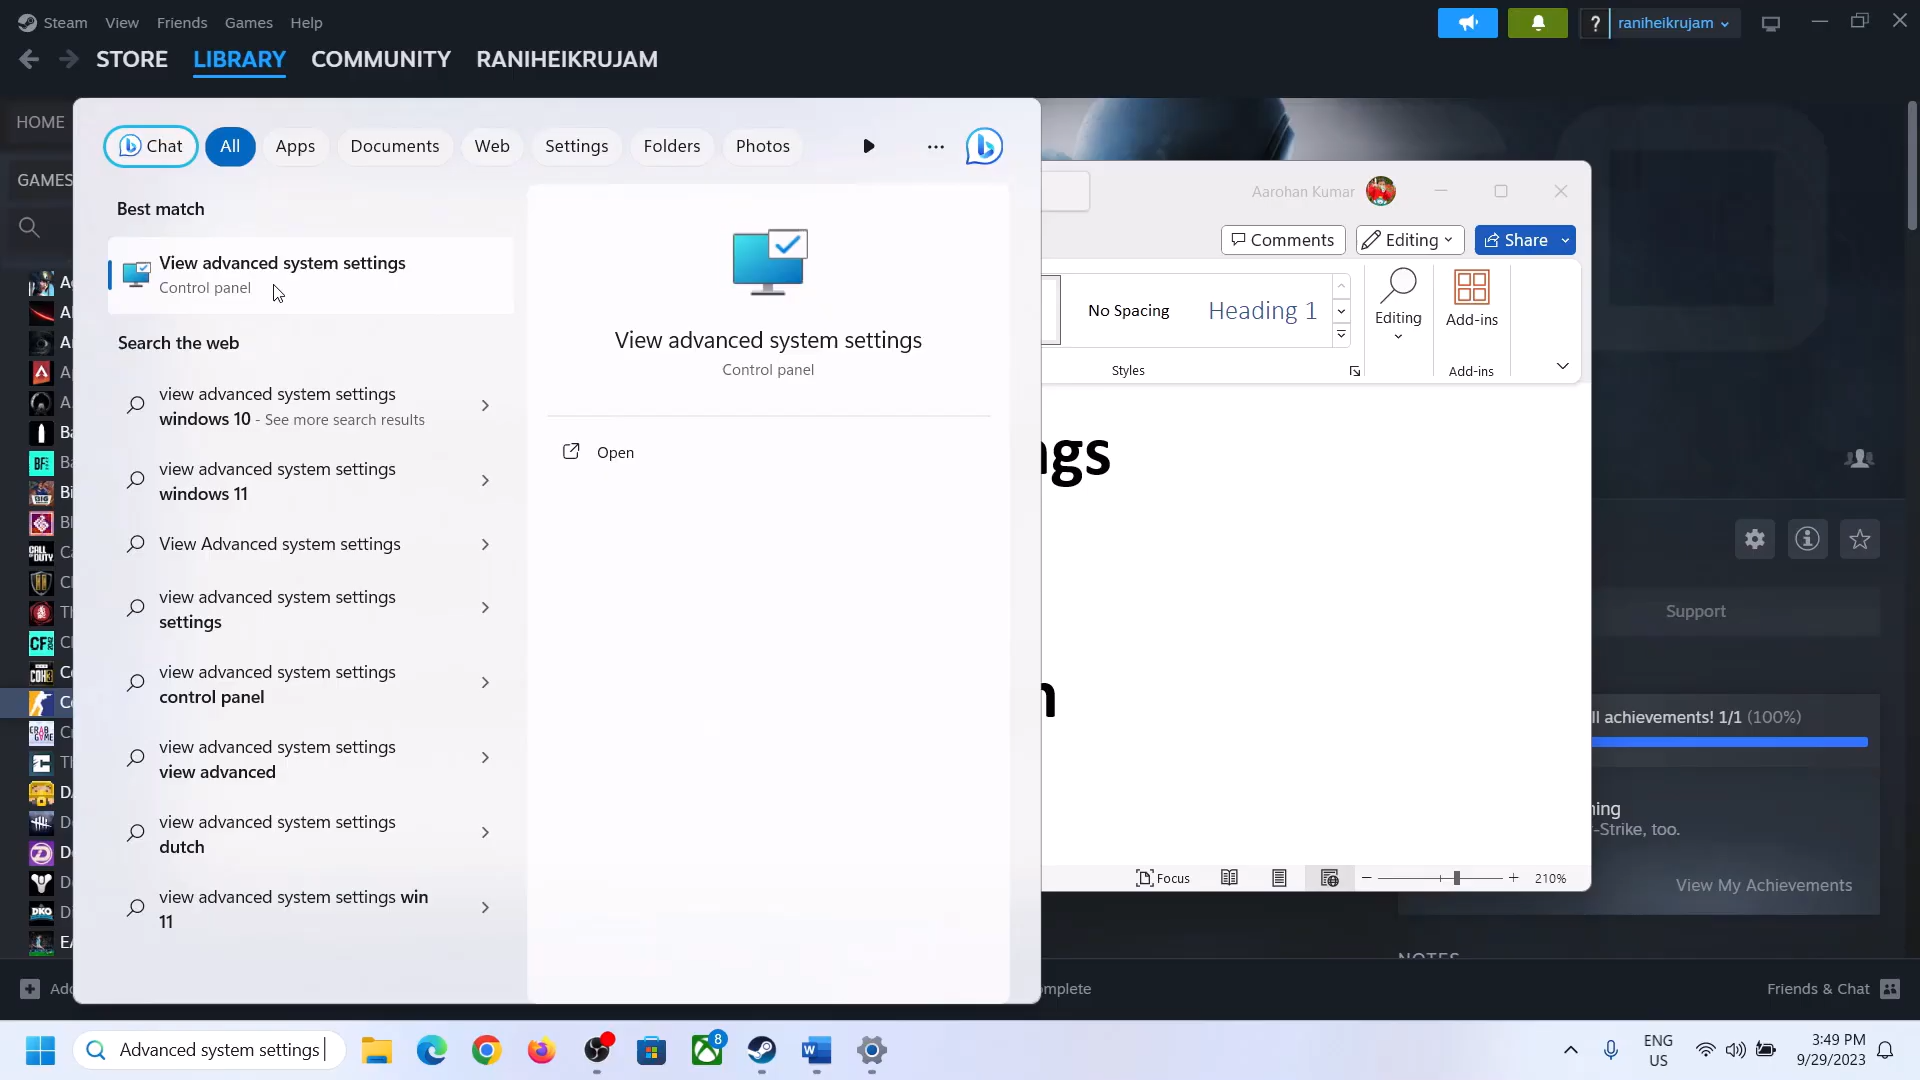 Steam View Friends Games Help
raniheikrujam
STORE LIBRARY COMMUNITY RANIHEIKRUJAM
HOME
GAMES
Chat All Apps Documents Web Settings Folders Photos
Best match
View advanced system settings
Control panel
Search the web
view advanced system settings
windows 10 - See more search results
view advanced system settings
windows 11
View Advanced system settings
view advanced system settings
settings
view advanced system settings
control panel
view advanced system settings
view advanced
view advanced system settings
dutch
view advanced system settings win
11
View advanced system settings
Control panel
Open
Aarohan Kumar
Comments Editing Share
No Spacing Heading 1
Editing
Add-ins
Styles
Add-ins
ngs
n
Focus
210%
Support
ll achievements! 1/1 (100%)
ning
-Strike, too.
View My Achievements
NOTES
Add
omplete
Friends & Chat
Advanced system settings
8
ENG
US
3:49 PM
9/29/2023